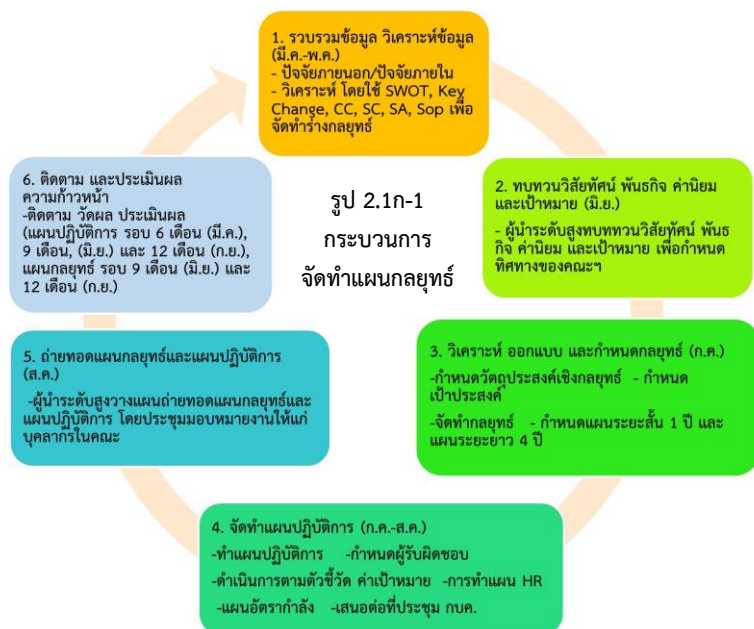 1. รวบรวมข้อมูล วิเคราะห์ข้อมูล
(มี.ค.-พ.ค.)
- ปัจจัยภายนอก/ปัจจัยภายใน
- วิเคราะห์ โดยใช้ SWOT, Key
Change, CC, SC, SA, Sop เพื่อ
จัดทำร่างกลยุทธ์
2. ทบทวนวิสัยทัศน์ พันธกิจ ค่านิยม
และเป้าหมาย (มิ.ย.)
- ผู้นำระดับสูงทบททวนวิสัยทัศน์ พันธ
กิจ ค่านิยม และเป้าหมาย เพื่อกำหนด
ทิศทางของคณะฯ
3. วิเคราะห์ ออกแบบ และกำหนดกลยุทธ์ (ก.ค.)
-กำหนดวัตถุประสงค์เชิงกลยุทธ์ - กำหนด
เป้าประสงค์
-จัดทำกลยุทธ์ - กำหนดแผนระยะสั้น 1 ปี และ
แผนระยะยาว 4 ปี
4. จัดทำแผนปฏิบัติการ (ก.ค.-ส.ค.)
-ทำแผนปฏิบัติการ -กำหนดผู้รับผิดชอบ
-ดำเนินการตามตัวชี้วัด ค่าเป้าหมาย -การทำแผน HR
-แผนอัตรากำลัง -เสนอต่อที่ประชุม กบค.
5. ถ่ายทอดแผนกลยุทธ์และแผนปฏิบัติการ
(ส.ค.)
-ผู้นำระดับสูงวางแผนถ่ายทอดแผนกลยุทธ์และ
แผนปฏิบัติการ โดยประชุมมอบหมายงานให้แก่
บุคลากรในคณะ
6. ติดตาม และประเมินผล
ความก้าวหน้า
-ติดตาม วัดผล ประเมินผล
(แผนปฏิบัติการ รอบ 6 เดือน (มี.ค.),
9 เดือน, (มิ.ย.) และ 12 เดือน (ก.ย.),
แผนกลยุทธ์ รอบ 9 เดือน (มิ.ย.) และ
12 เดือน (ก.ย.)
รูป 2.1ก-1
กระบวนการ
จัดทำแผนกลยุทธ์